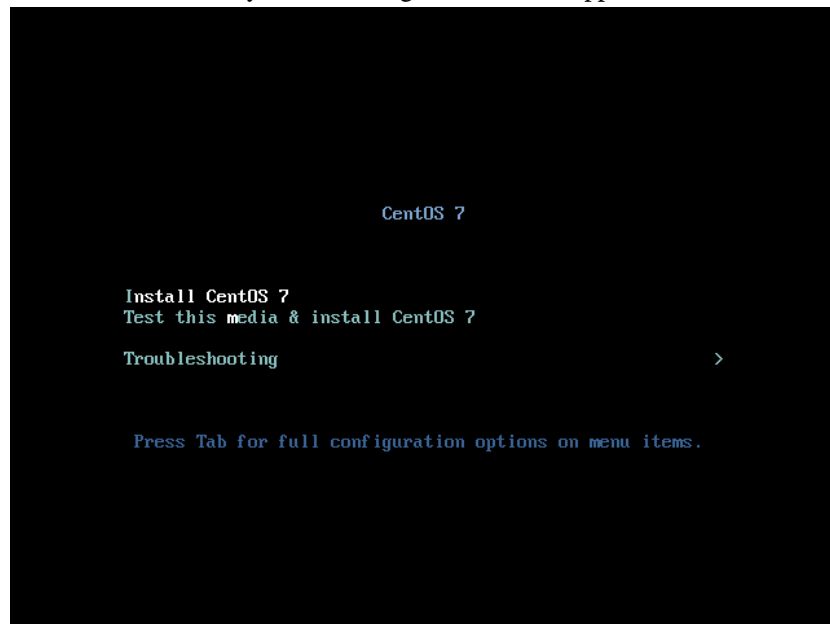 CentOS 7
Install CentOS 7
Test this media & install CentOS 7
Troubleshooting >
Press Tab for full configuration options on menu items.